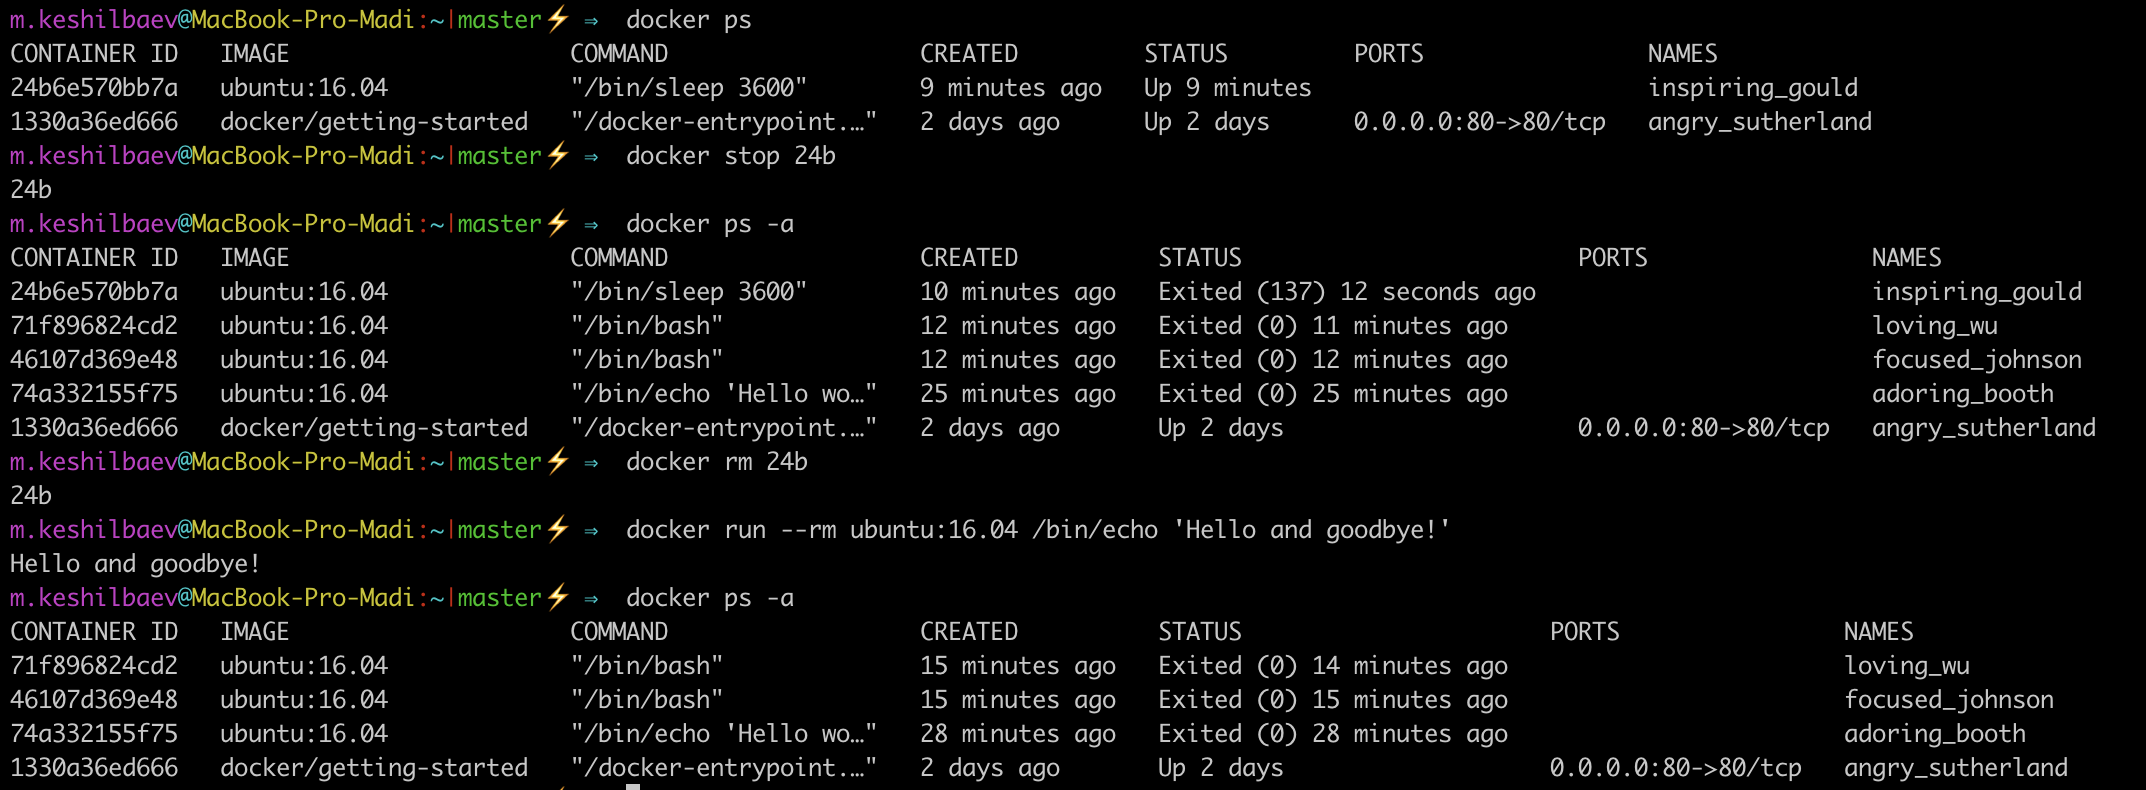 m.keshilbaev@MacBook-Pro-Madi:~|master⚡ ⇒  docker ps
CONTAINER ID   IMAGE                    COMMAND                  CREATED         STATUS         PORTS                NAMES
24b6e570bb7a   ubuntu:16.04             "/bin/sleep 3600"        9 minutes ago   Up 9 minutes                        inspiring_gould
1330a36ed666   docker/getting-started   "/docker-entrypoint.…"   2 days ago      Up 2 days      0.0.0.0:80->80/tcp   angry_sutherland
m.keshilbaev@MacBook-Pro-Madi:~|master⚡ ⇒  docker stop 24b
24b
m.keshilbaev@MacBook-Pro-Madi:~|master⚡ ⇒  docker ps -a
CONTAINER ID   IMAGE                    COMMAND                  CREATED          STATUS                        PORTS                NAMES
24b6e570bb7a   ubuntu:16.04             "/bin/sleep 3600"        10 minutes ago   Exited (137) 12 seconds ago                        inspiring_gould
71f896824cd2   ubuntu:16.04             "/bin/bash"              12 minutes ago   Exited (0) 11 minutes ago                          loving_wu
46107d369e48   ubuntu:16.04             "/bin/bash"              12 minutes ago   Exited (0) 12 minutes ago                          focused_johnson
74a332155f75   ubuntu:16.04             "/bin/echo 'Hello wo…"   25 minutes ago   Exited (0) 25 minutes ago                          adoring_booth
1330a36ed666   docker/getting-started   "/docker-entrypoint.…"   2 days ago       Up 2 days                     0.0.0.0:80->80/tcp   angry_sutherland
m.keshilbaev@MacBook-Pro-Madi:~|master⚡ ⇒  docker rm 24b
24b
m.keshilbaev@MacBook-Pro-Madi:~|master⚡ ⇒  docker run --rm ubuntu:16.04 /bin/echo 'Hello and goodbye!'
Hello and goodbye!
m.keshilbaev@MacBook-Pro-Madi:~|master⚡ ⇒  docker ps -a
CONTAINER ID   IMAGE                    COMMAND                  CREATED          STATUS                      PORTS                NAMES
71f896824cd2   ubuntu:16.04             "/bin/bash"              15 minutes ago   Exited (0) 14 minutes ago                        loving_wu
46107d369e48   ubuntu:16.04             "/bin/bash"              15 minutes ago   Exited (0) 15 minutes ago                        focused_johnson
74a332155f75   ubuntu:16.04             "/bin/echo 'Hello wo…"   28 minutes ago   Exited (0) 28 minutes ago                        adoring_booth
1330a36ed666   docker/getting-started   "/docker-entrypoint.…"   2 days ago       Up 2 days                   0.0.0.0:80->80/tcp   angry_sutherland